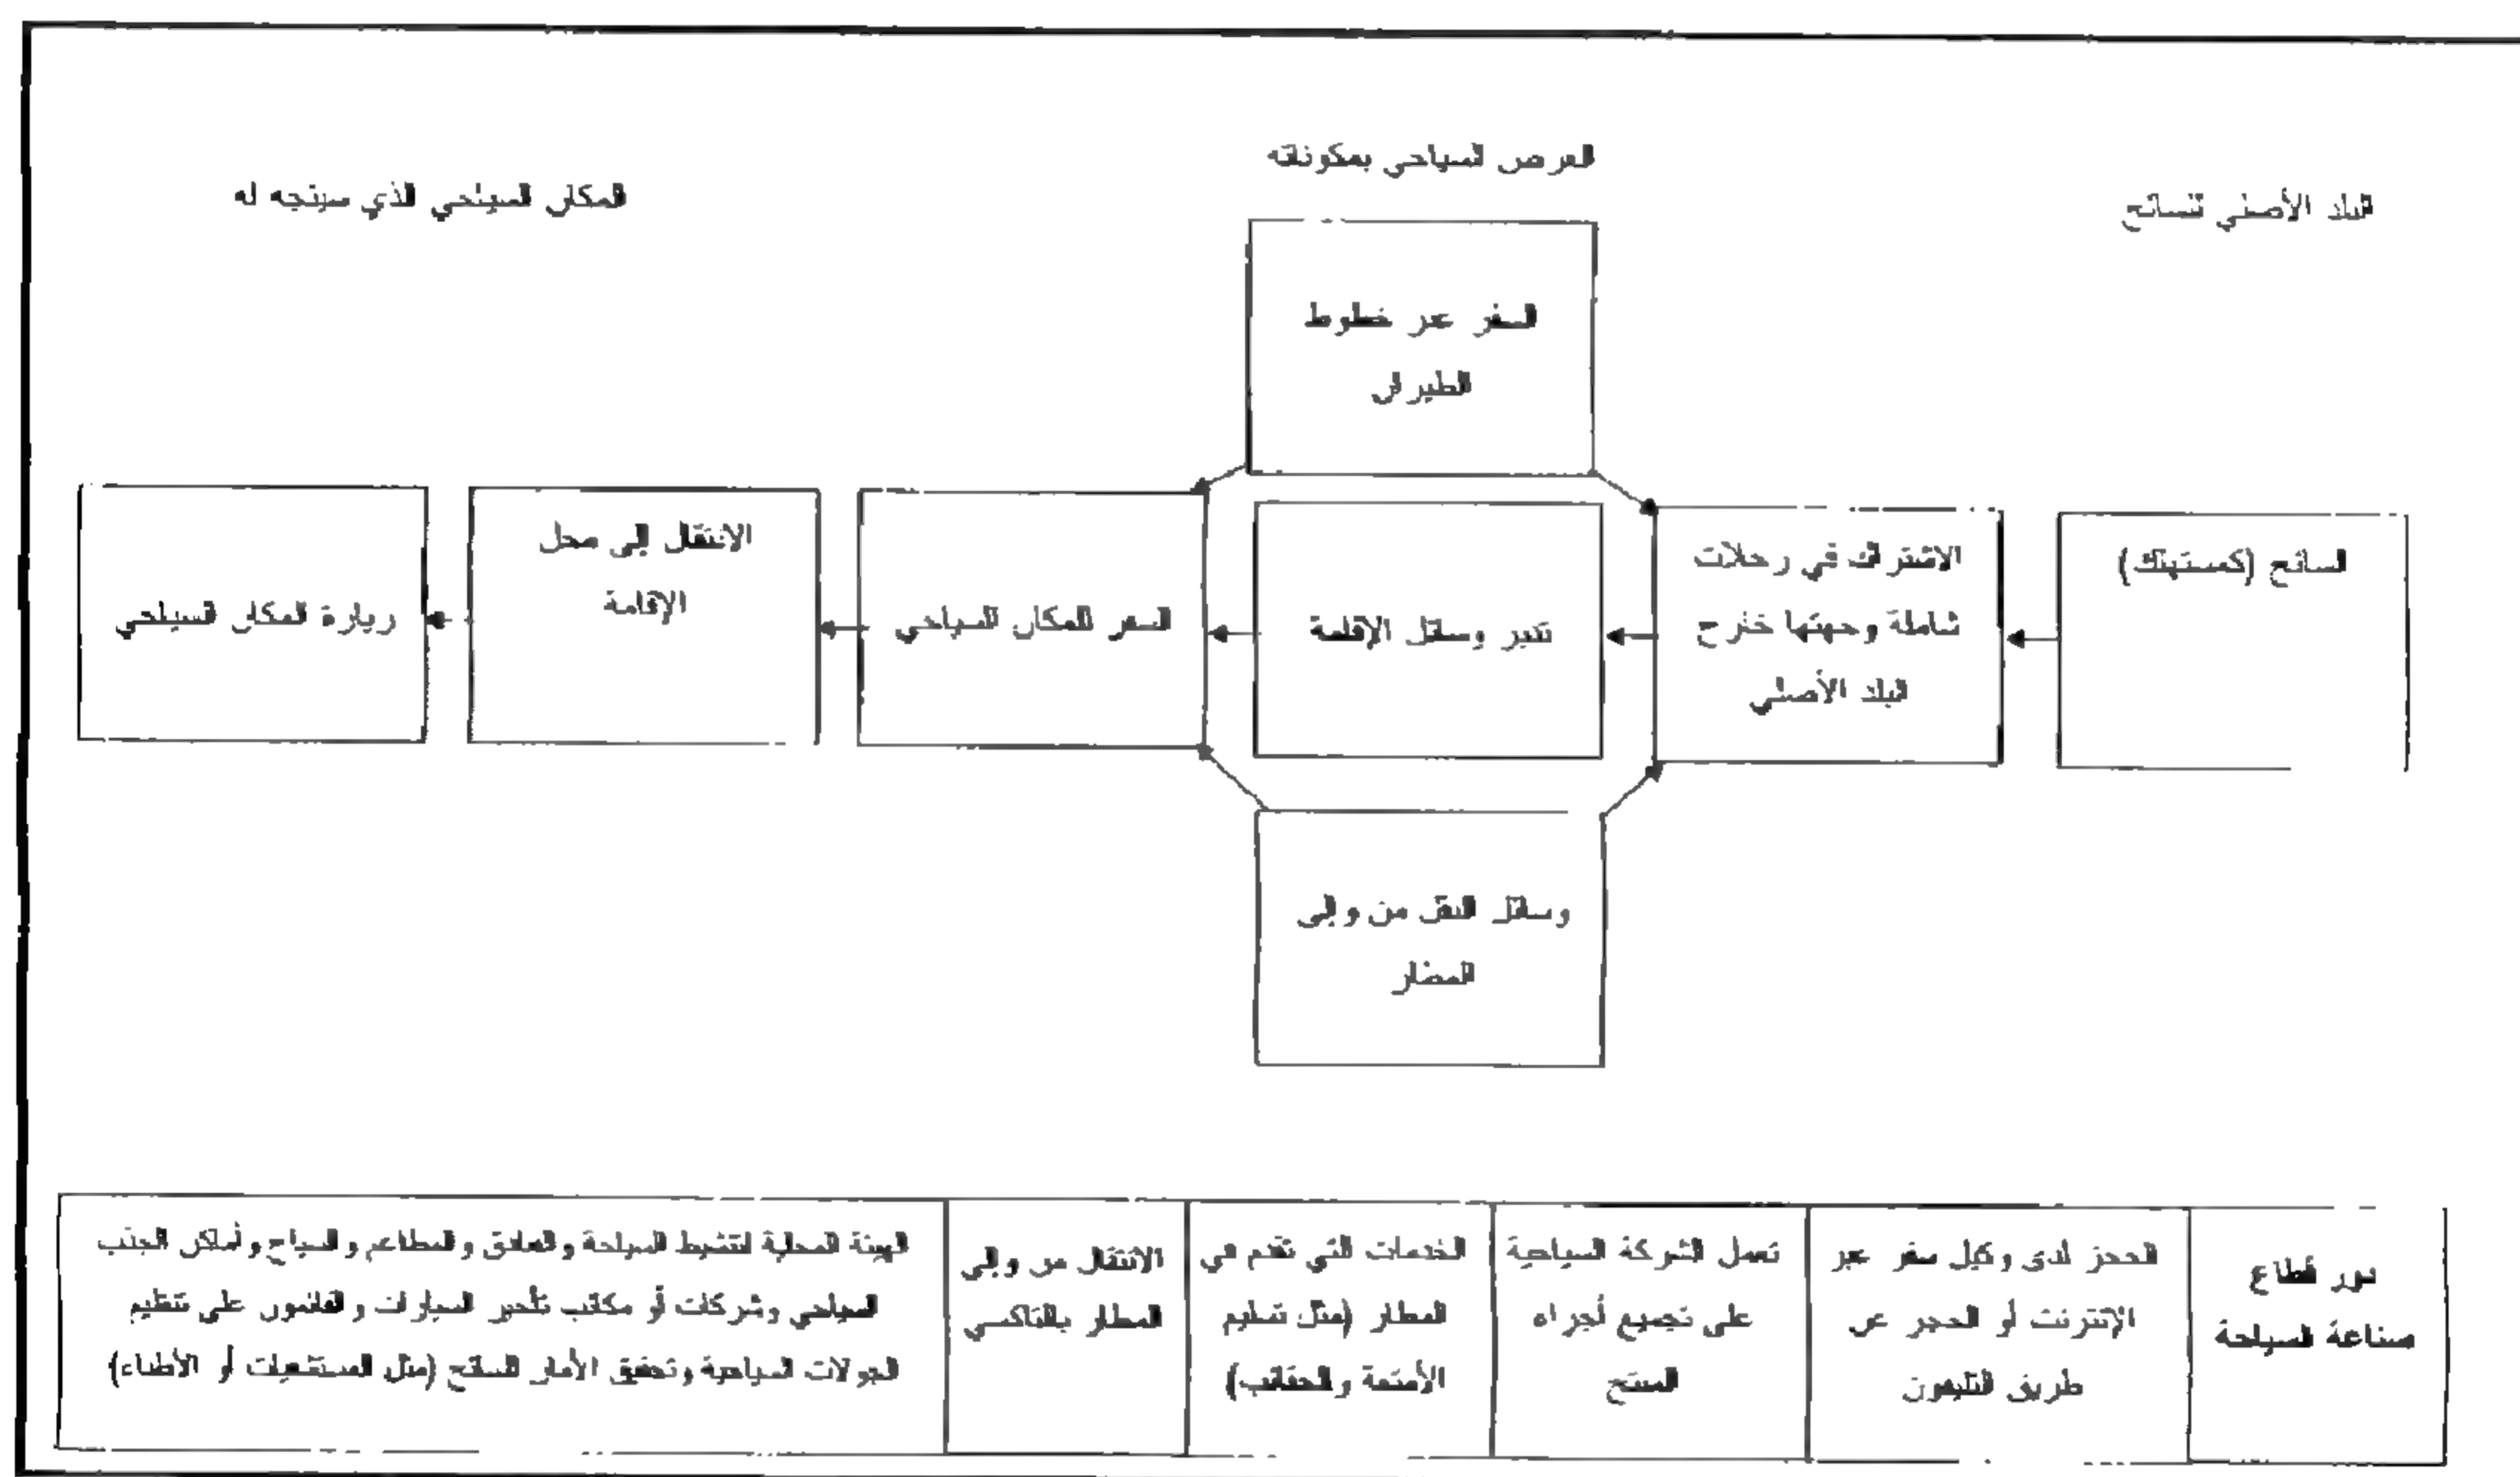 البلد الأصلي للسائح
العرض السياحي بمكوناته
المكان السياحي الذي سيتجه له
السفر عبر خطوط
الطيران
السائح (كمستهلك)
الاشتراك في رحلات
شاملة وجهتها خارج
البلد الأصلي
تدبير وسائل الإقامة
السفر للمكان السياحي
الانتقال إلى محل
الإقامة
زيارة المكان السياحي
وسائل النقل من وإلى
المطار
دور قطاع
صناعة السياحة
الحجز لدى وكيل سفر عبر
الإنترنت أو الحجز عن
طريق التليفون
تعمل الشركة السياحية
على تجميع أجزاء
المنتج
الخدمات التي تقدم في
المطار (مثل تسليم
الأمتعة والحقائب)
الانتقال من وإلى
المطار بالتاكسي
الهيئة المحلية لتنشيط السياحة والفنادق والمطاعم والسياح وأماكن الجذب
السياحي وشركات أو مكاتب تأجير السيارات والقائمون على تنظيم
الجولات السياحية وتحقيق الأمان للسائح (مثل المستشفيات أو الأطباء)